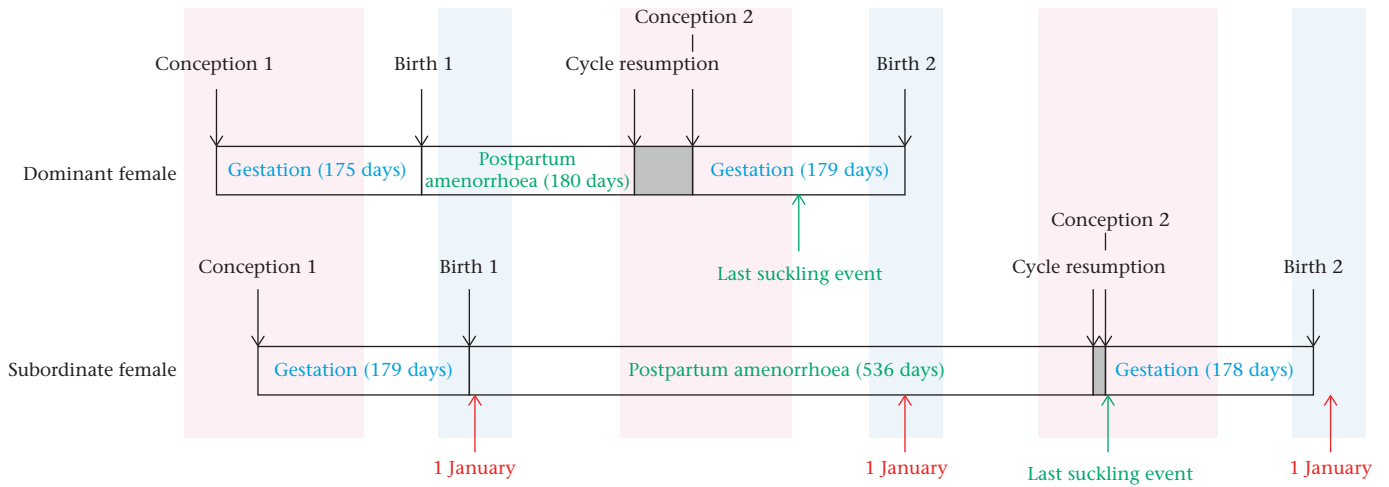 Conception 2
Conception 1
Birth 1
Cycle resumption
Birth 2
Dominant female
Gestation (175 days)
Postpartum
amenorrhoea (180 days)
Gestation (179 days)
Last suckling event
Conception 2
Conception 1
Birth 1
Cycle resumption
Birth 2
Subordinate female
Gestation (179 days)
Postpartum amenorrhoea (536 days)
Gestation (178 days)
1 January
1 January
Last suckling event
1 January